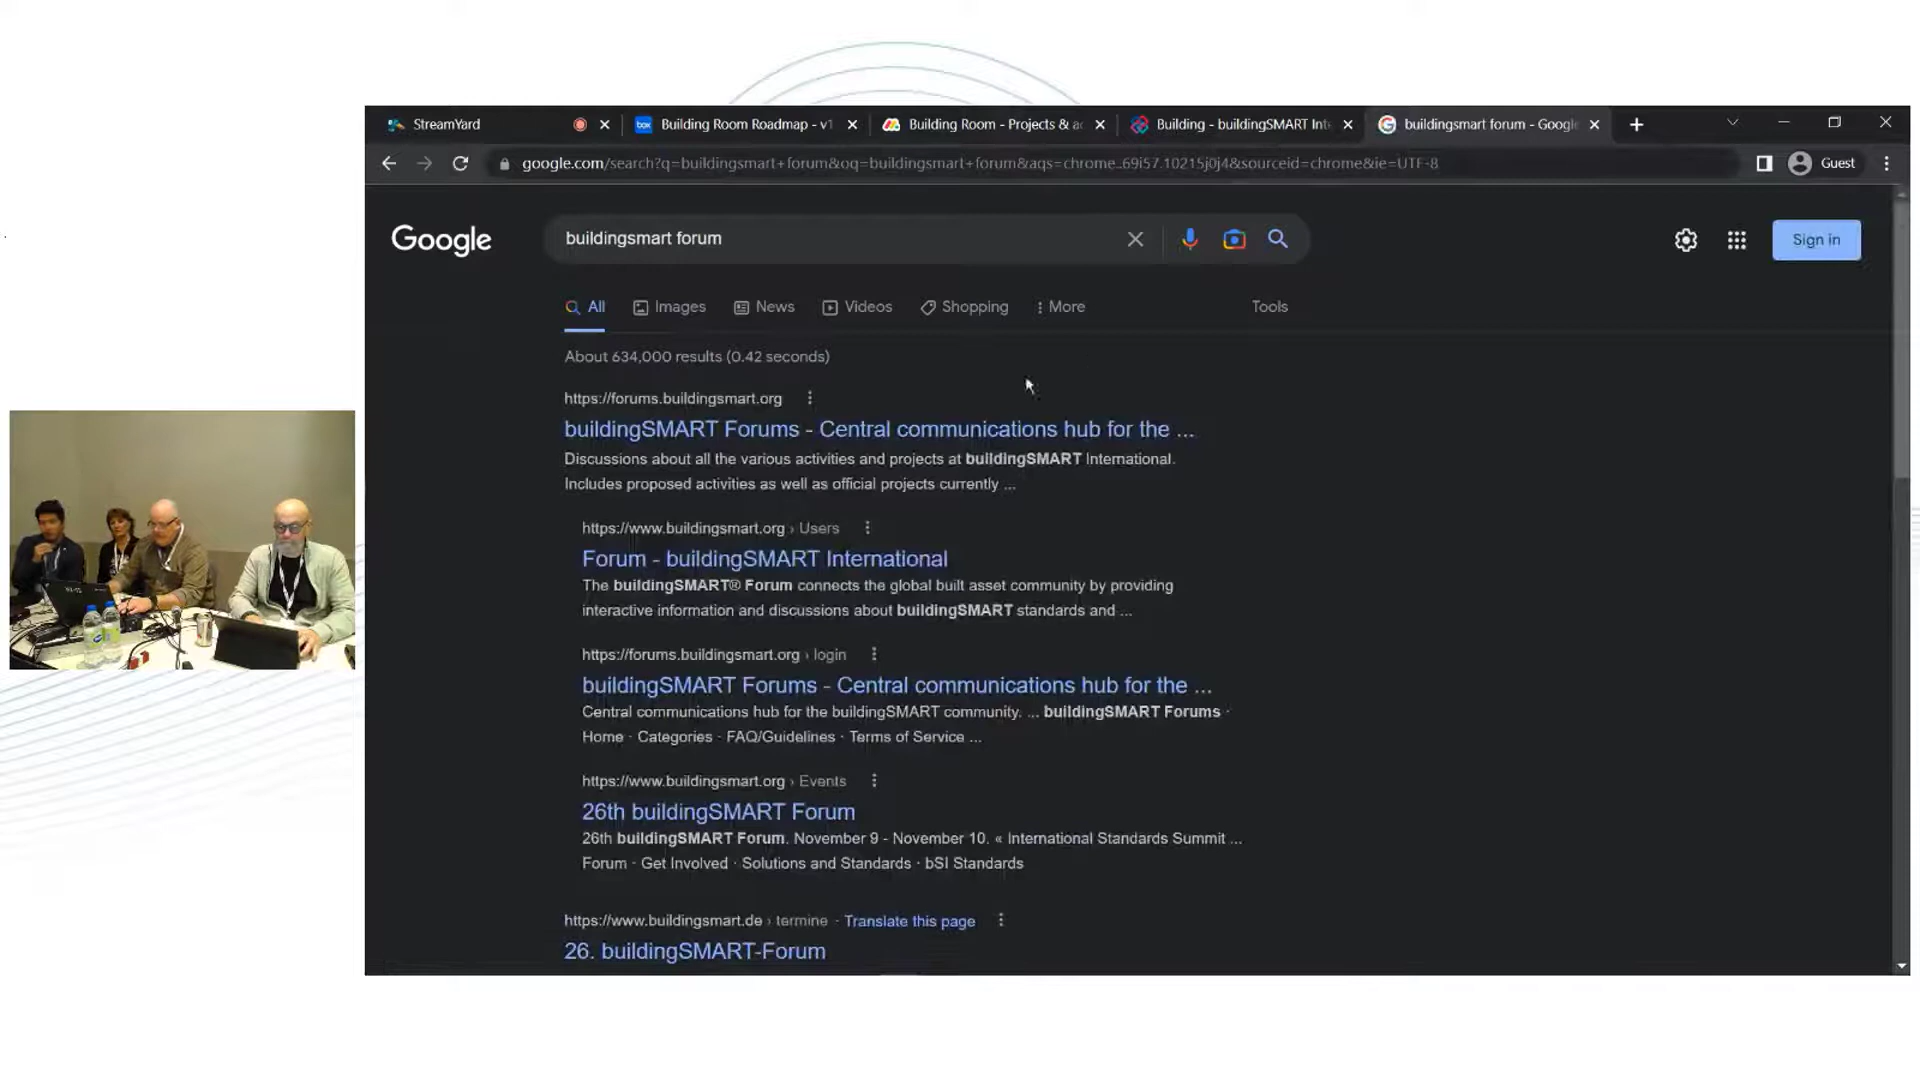 StreamYard
Building Room Roadmap - v1
Building Room - Projects & ac
Building - buildingSMART Inte
buildingsmart forum - Google
google.com/search?q=buildingsmart+forum&oq=buildingsmart+forum&aqs=chrome..69i57.10215j0j4&sourceid=chrome&ie=UTF-8
Guest
Google
buildingsmart forum
Sign in
All
Images
News
Videos
Shopping
More
Tools
About 634,000 results (0.42 seconds)
https://forums.buildingsmart.org
buildingSMART Forums - Central communications hub for the ...
Discussions about all the various activities and projects at buildingSMART International.
Includes proposed activities as well as official projects currently ...
https://www.buildingsmart.org › Users
Forum - buildingSMART International
The buildingSMART® Forum connects the global built asset community by providing
interactive information and discussions about buildingSMART standards and ...
https://forums.buildingsmart.org › login
buildingSMART Forums - Central communications hub for the ...
Central communications hub for the buildingSMART community. ... buildingSMART Forums ·
Home · Categories · FAQ/Guidelines · Terms of Service ...
https://www.buildingsmart.org › Events
26th buildingSMART Forum
26th buildingSMART Forum. November 9 - November 10. « International Standards Summit ...
Forum · Get Involved · Solutions and Standards · bSI Standards
https://www.buildingsmart.de › termine · Translate this page
26. buildingSMART-Forum